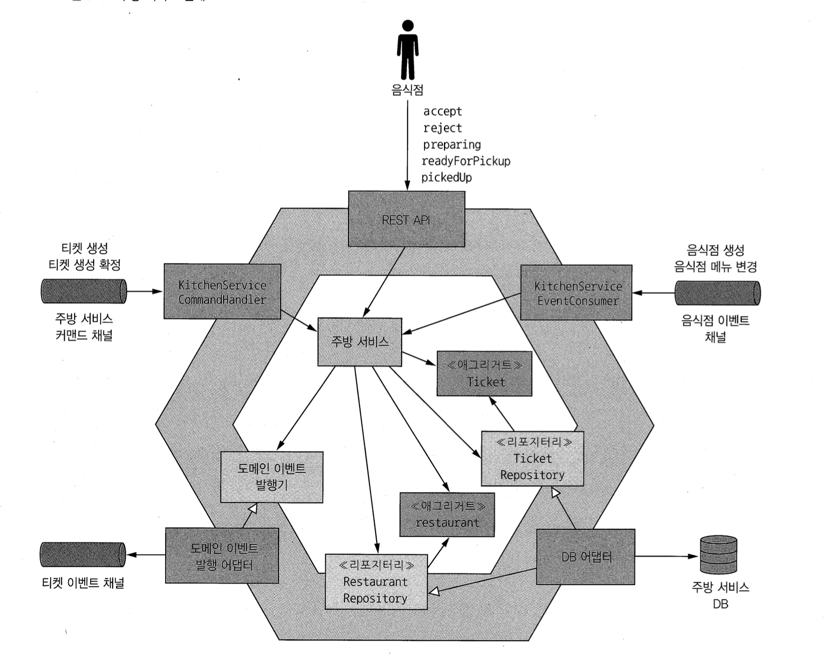 음식점
accept
reject
preparing
readyForPickup
pickedUp
REST API
티켓 생성
티켓 생성 확정
KitchenService
CommandHandler
주방 서비스
커맨드 채널
음식점 생성
음식점 메뉴 변경
KitchenService
EventConsumer
음식점 이벤트
채널
주방 서비스
≪애그리거트≫
Ticket
≪리포지터리≫
Ticket
Repository
도메인 이벤트
발행기
≪애그리거트≫
restaurant
도메인 이벤트
발행 어댑터
티켓 이벤트 채널
≪리포지터리≫
Restaurant
Repository
DB 어댑터
주방 서비스
DB